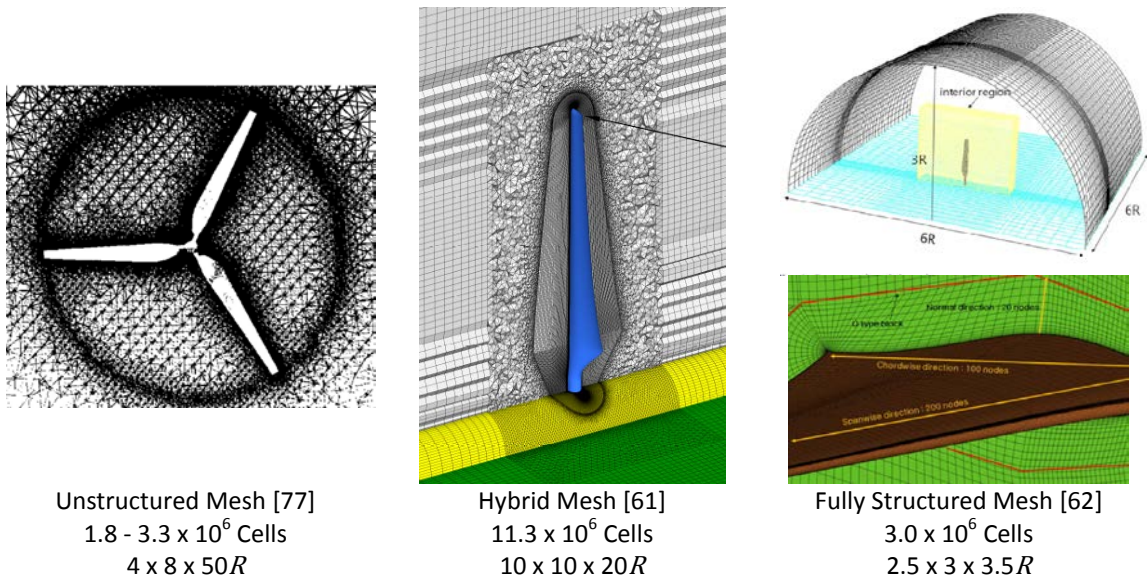 interior region
3R
6R
6R
O type block
Normal direction : 20 nodes
Chordwise direction : 100 nodes
Spanwise direction : 200 nodes
Unstructured Mesh [77]
1.8 - 3.3 x 10⁶ Cells
4 x 8 x 50R
Hybrid Mesh [61]
11.3 x 10⁶ Cells
10 x 10 x 20R
Fully Structured Mesh [62]
3.0 x 10⁶ Cells
2.5 x 3 x 3.5R